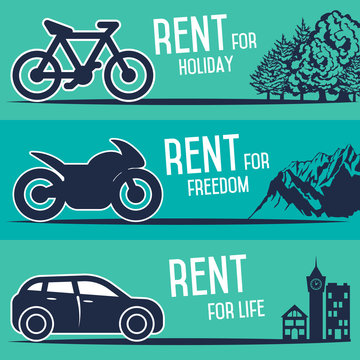 RENT FOR
HOLIDAY
RENT FOR
FREEDOM
RENT
FOR LIFE